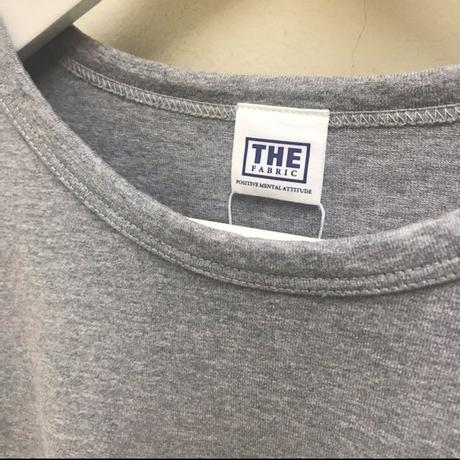 THE
FABRIC
POSITIVE MENTAL ATTITUDE